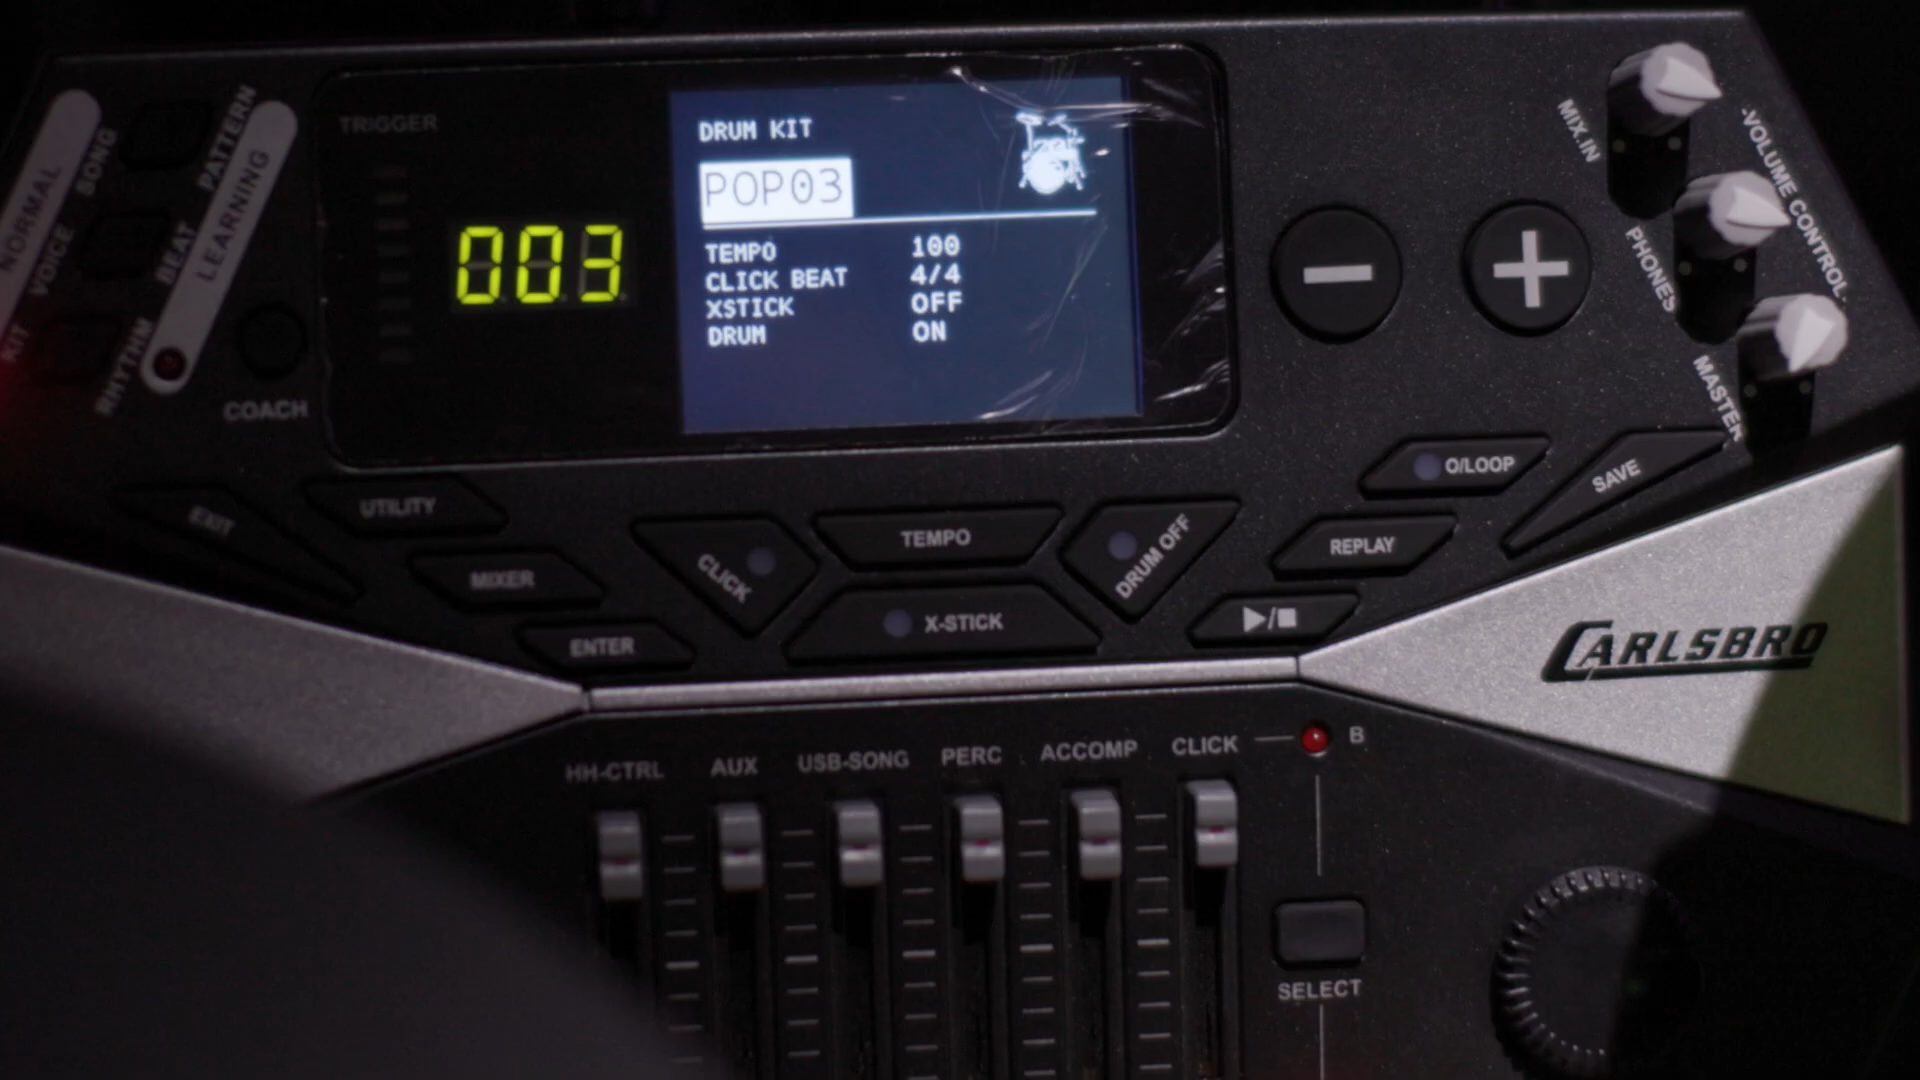 NORMAL
SONG
VOICE
KIT
PATTERN
BEAT
RHYTHM
LEARNING
COACH
TRIGGER
003
DRUM KIT
POP03
TEMPO 100
CLICK BEAT 4/4
XSTICK OFF
DRUM ON
MIX.IN
PHONES
MASTER
-VOLUME CONTROL-
EXIT
UTILITY
MIXER
ENTER
CLICK
TEMPO
X-STICK
DRUM OFF
O/LOOP
REPLAY
SAVE
CARLSBRO
HH-CTRL
AUX
USB-SONG
PERC
ACCOMP
CLICK
B
SELECT